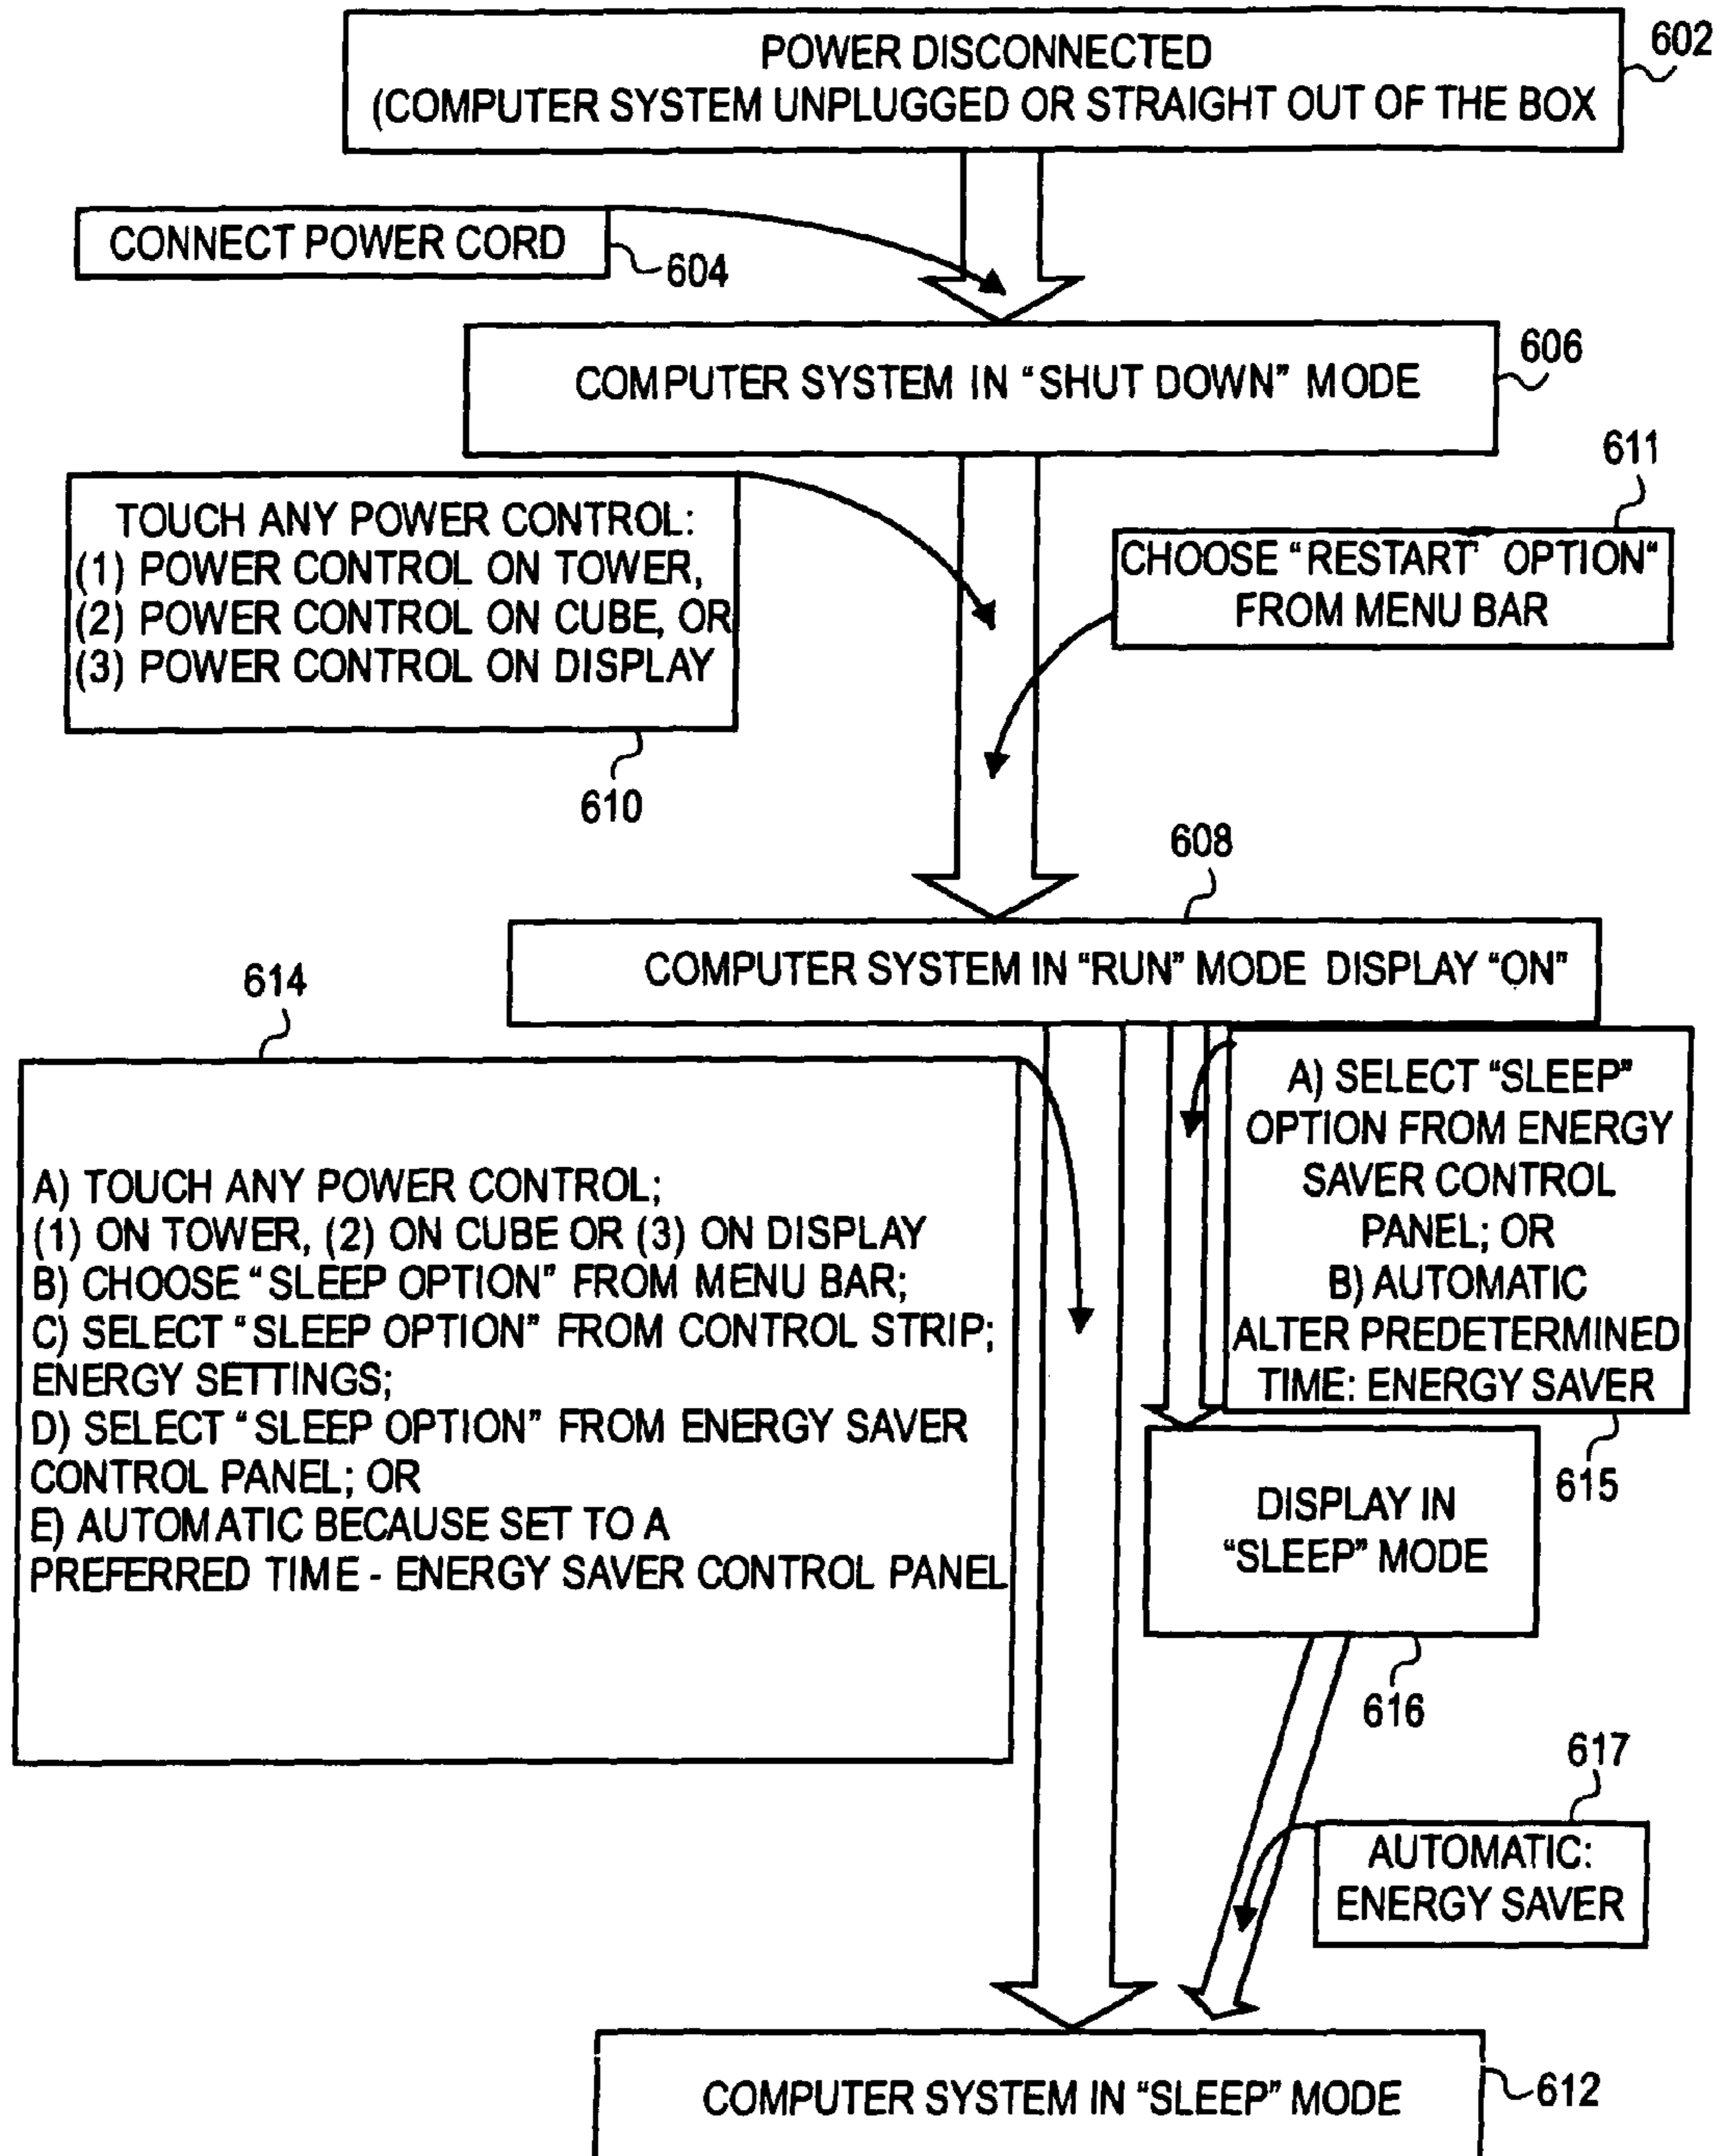 POWER DISCONNECTED
(COMPUTER SYSTEM UNPLUGGED OR STRAIGHT OUT OF THE BOX
602
CONNECT POWER CORD
604
COMPUTER SYSTEM IN “SHUT DOWN” MODE
606
611
TOUCH ANY POWER CONTROL:
(1) POWER CONTROL ON TOWER,
(2) POWER CONTROL ON CUBE, OR
(3) POWER CONTROL ON DISPLAY
610
CHOOSE “RESTART’ OPTION“
FROM MENU BAR
608
COMPUTER SYSTEM IN “RUN” MODE DISPLAY “ON”
614
A) TOUCH ANY POWER CONTROL;
(1) ON TOWER, (2) ON CUBE OR (3) ON DISPLAY
B) CHOOSE “SLEEP OPTION” FROM MENU BAR;
C) SELECT “SLEEP OPTION” FROM CONTROL STRIP;
ENERGY SETTINGS;
D) SELECT “SLEEP OPTION” FROM ENERGY SAVER
CONTROL PANEL; OR
E) AUTOMATIC BECAUSE SET TO A
PREFERRED TIME - ENERGY SAVER CONTROL PANEL
A) SELECT “SLEEP”
OPTION FROM ENERGY
SAVER CONTROL
PANEL; OR
B) AUTOMATIC
ALTER PREDETERMINED
TIME: ENERGY SAVER
615
DISPLAY IN
“SLEEP” MODE
616
617
AUTOMATIC:
ENERGY SAVER
COMPUTER SYSTEM IN “SLEEP” MODE
612